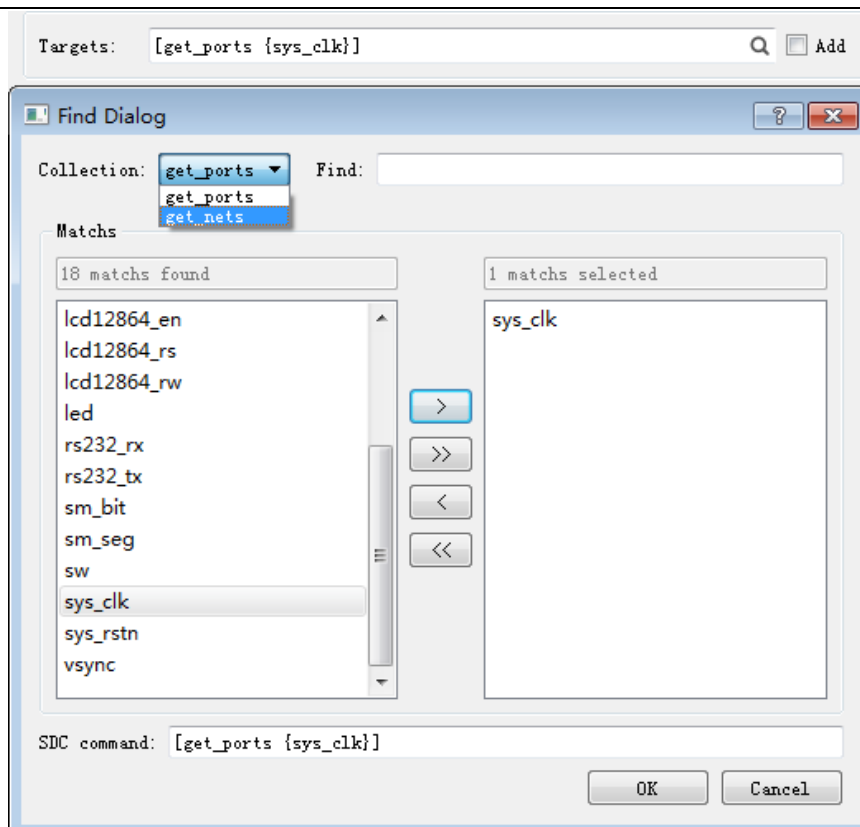 Targets: [get_ports {sys_clk}] Add
Find Dialog
Collection: get_ports Find:
get_ports
get_nets
Matchs
18 matchs found 1 matchs selected
lcd12864_en sys_clk
lcd12864_rs
lcd12864_rw
led
rs232_rx
rs232_tx
sm_bit
sm_seg
sw
sys_clk
sys_rstn
vsync
> 
>>
<
<<
SDC command: [get_ports {sys_clk}]
OK Cancel